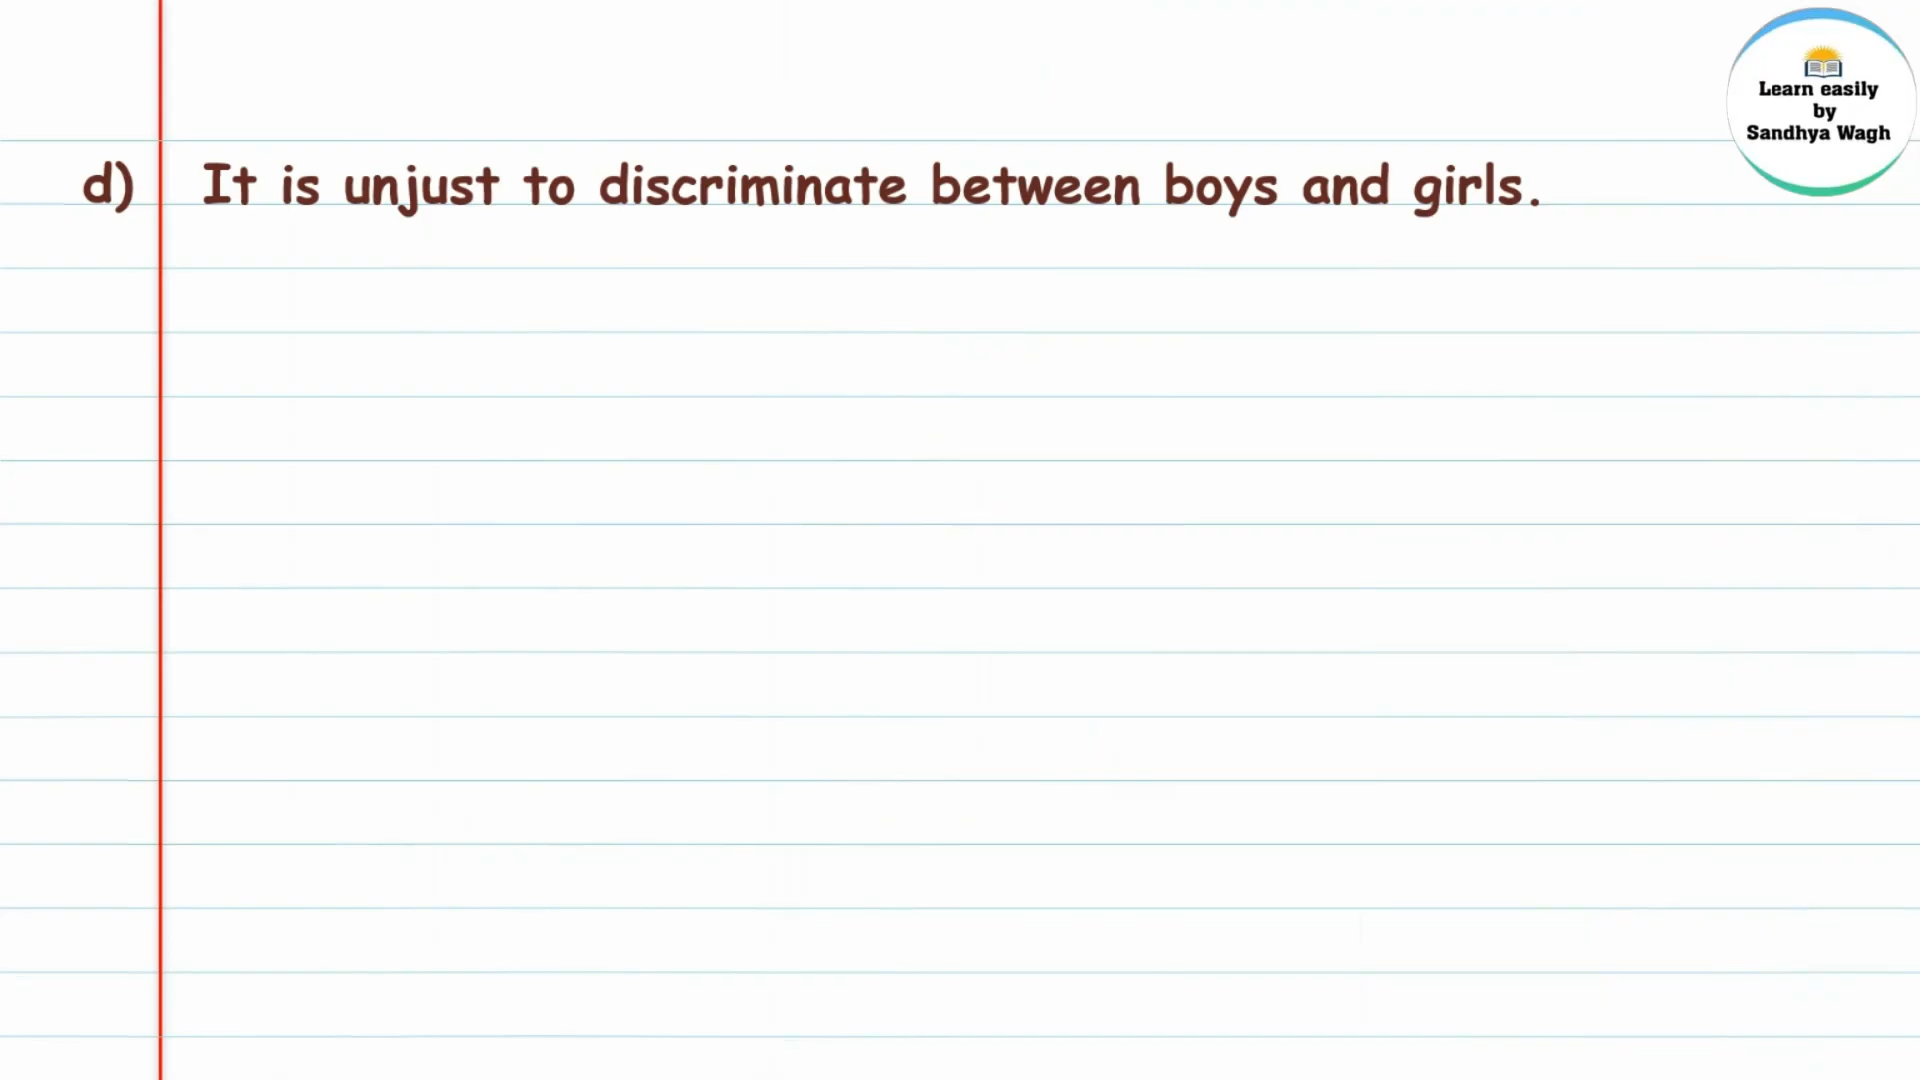 Learn easily
by
Sandhya Wagh
d) It is unjust to discriminate between boys and girls.